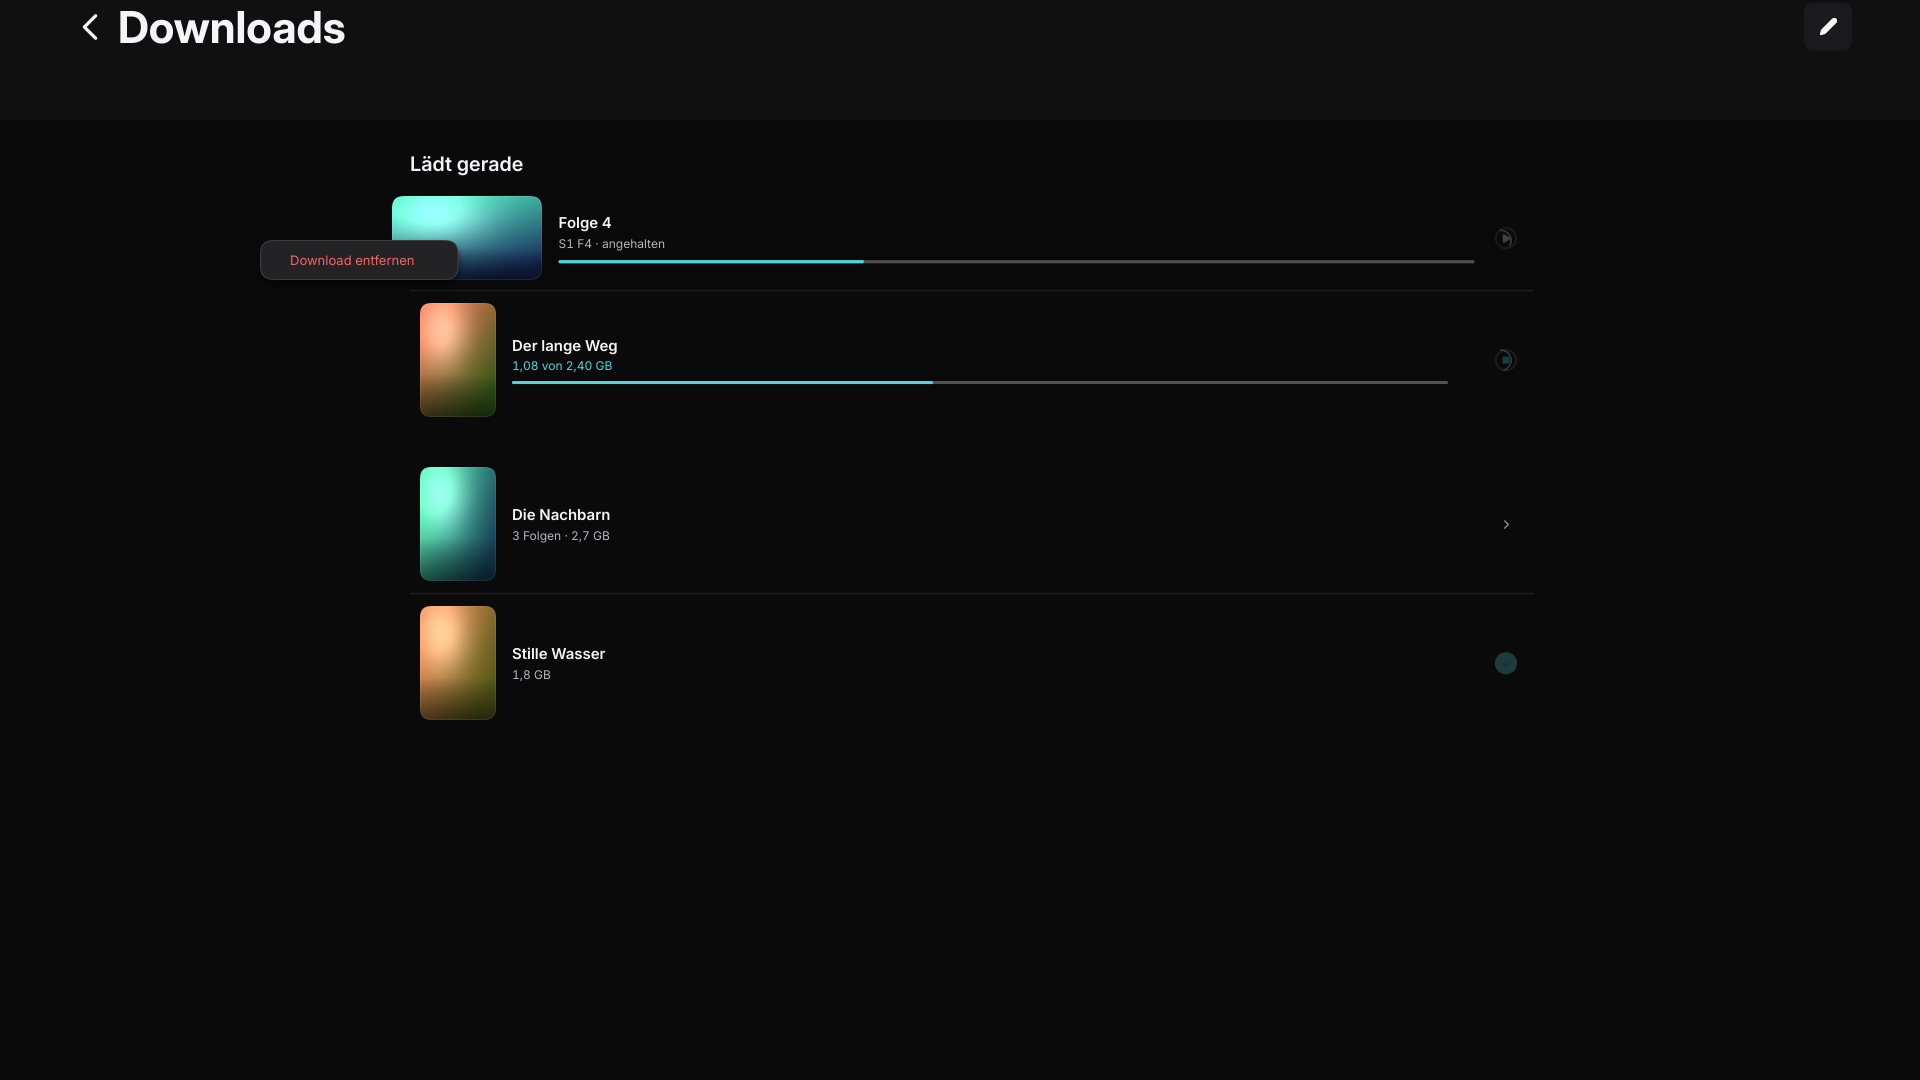 Downloads
Lädt gerade
Folge 4
S1 F4 · angehalten
Download entfernen
Der lange Weg
1,08 von 2,40 GB
Die Nachbarn
3 Folgen · 2,7 GB
Stille Wasser
1,8 GB